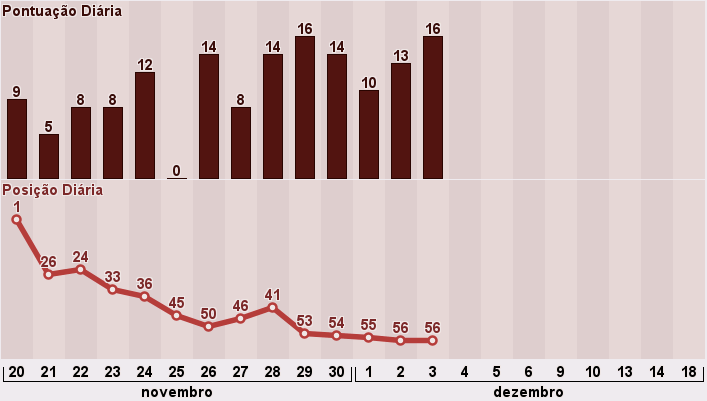 Pontuação Diária
9 5 8 8 12 0 14 8 14 16 14 10 13 16
Posição Diária
1 26 24 33 36 45 50 46 41 53 54 55 56 56
20 21 22 23 24 25 26 27 28 29 30 1 2 3 4 5 6 9 10 13 14 18
novembro dezembro